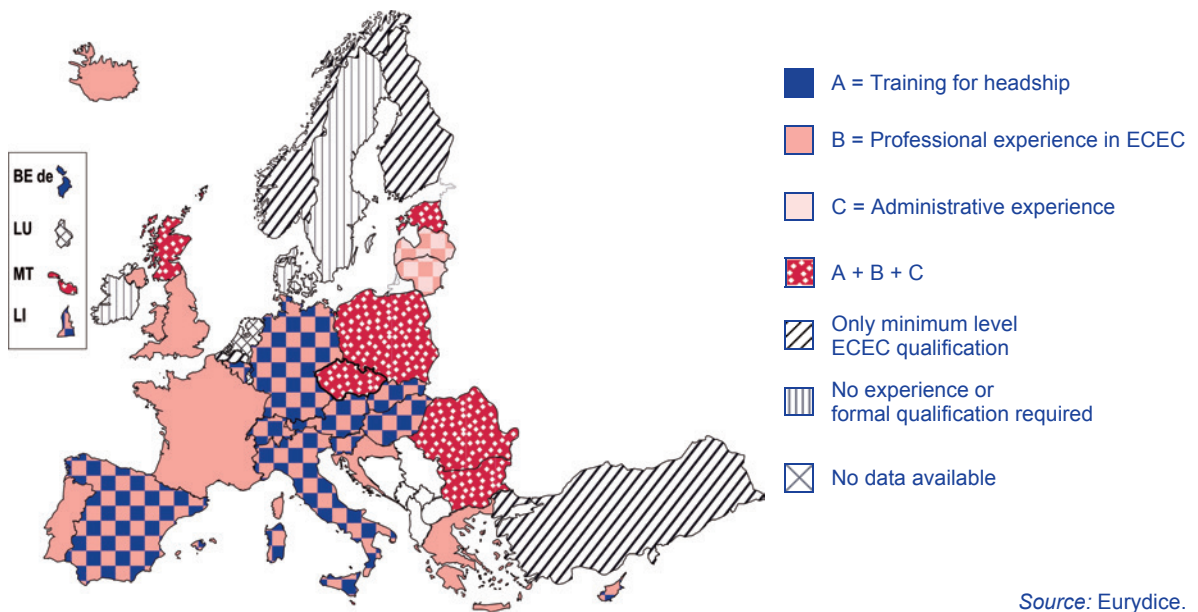 BE de
LU
MT
LI
A = Training for headship
B = Professional experience in ECEC
C = Administrative experience
A + B + C
Only minimum level
ECEC qualification
No experience or
formal qualification required
No data available
Source: Eurydice.